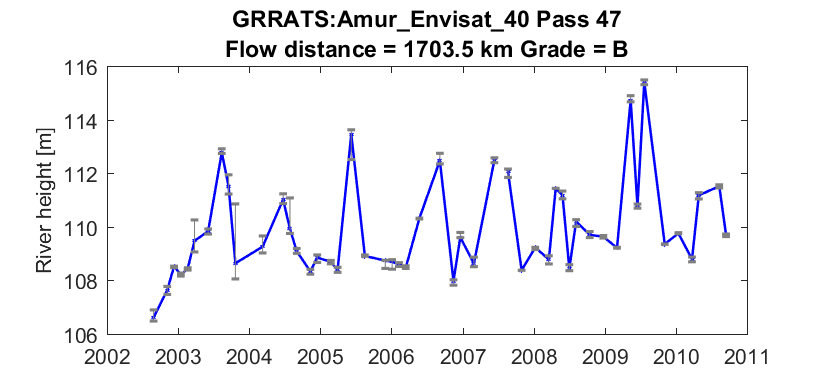 GRRATS:Amur_Envisat_40 Pass 47
Flow distance = 1703.5 km Grade = B
River height [m]
116
114
112
110
108
106
2002 2003 2004 2005 2006 2007 2008 2009 2010 2011